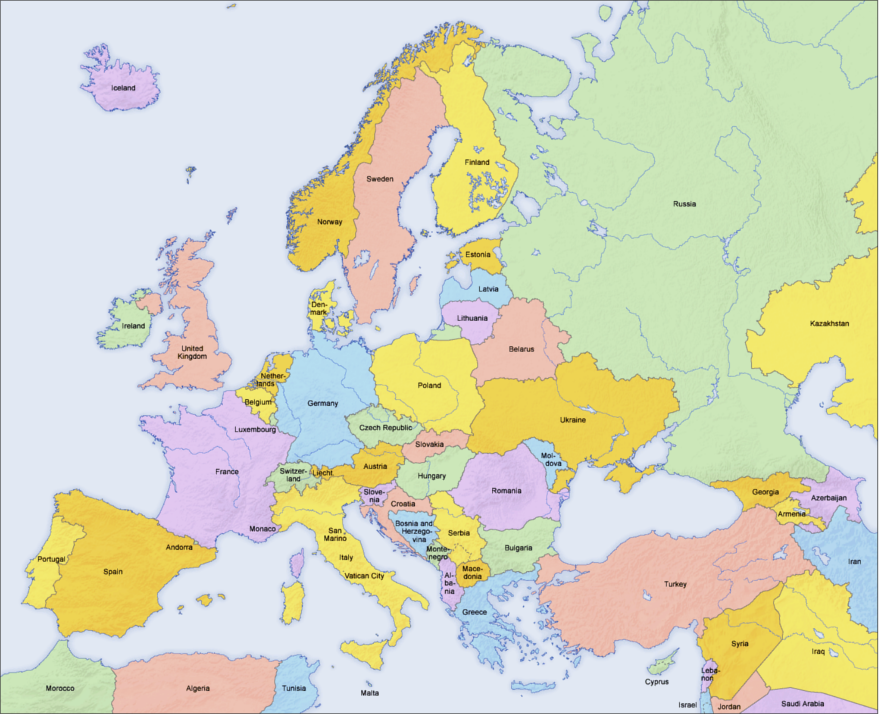 Iceland
Finland
Sweden
Russia
Norway
Estonia
Latvia
Den-
mark
Lithuania
Kazakhstan
Ireland
United
Kingdom
Belarus
Nether-
lands
Poland
Belgium
Germany
Ukraine
Luxembourg
Czech Republic
Slovakia
Mol-
dova
France
Switzer-
land
Liecht.
Austria
Hungary
Romania
Slove-
nia
Croatia
Georgia
Azerbaijan
Armenia
Monaco
San
Marino
Bosnia and
Herzego-
vina
Serbia
Andorra
Portugal
Spain
Italy
Monte-
negro
Bulgaria
Iran
Vatican City
Al-
ba-
nia
Mace-
donia
Turkey
Greece
Syria
Iraq
Leba-
non
Cyprus
Morocco
Algeria
Tunisia
Malta
Israel
Jordan
Saudi Arabia